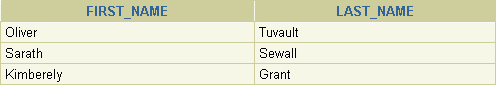 FIRST_NAME LAST_NAME
Oliver Tuvault
Sarath Sewall
Kimberely Grant